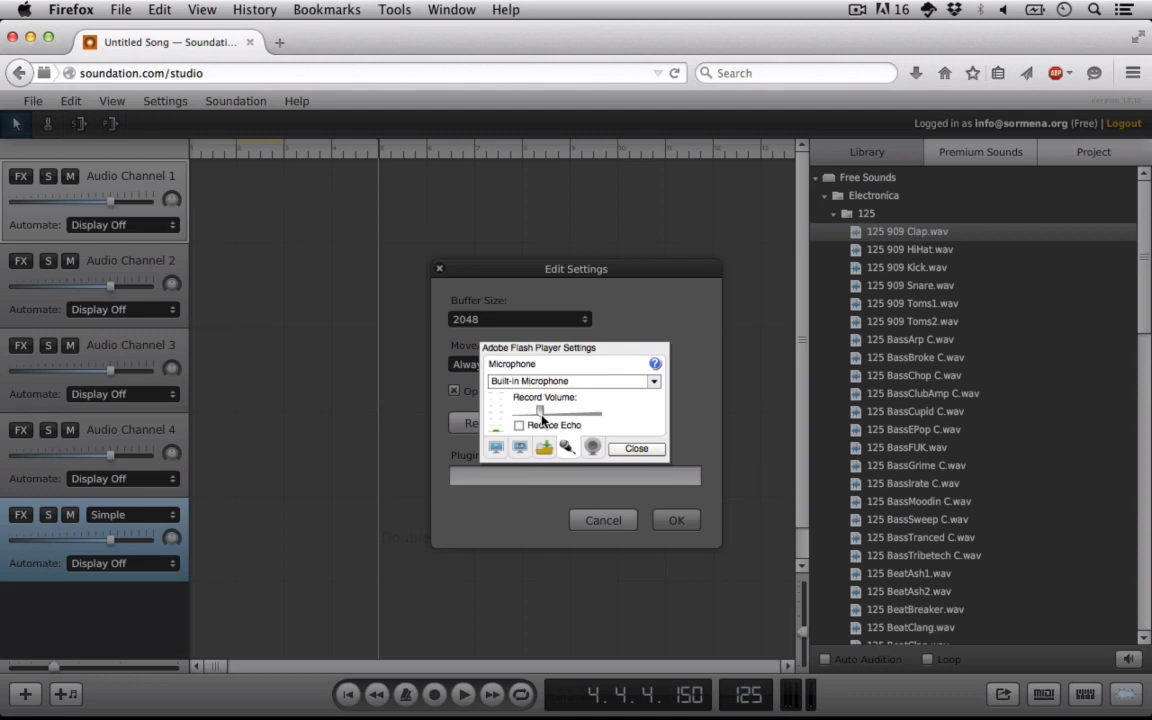 Firefox File Edit View History Bookmarks Tools Window Help 16
Untitled Song — Soundati...
soundation.com/studio Search ABP
File Edit View Settings Soundation Help
Logged in as info@sormena.org (Free) | Logout
Library Premium Sounds Project
FX S M Audio Channel 1
Automate: Display Off
FX S M Audio Channel 2
Automate: Display Off
FX S M Audio Channel 3
Automate: Display Off
FX S M Audio Channel 4
Automate: Display Off
FX S M Simple
Automate: Display Off
Edit Settings
Buffer Size:
2048
Adobe Flash Player Settings
Microphone
Built-in Microphone
Record Volume:
Reduce Echo
Close
Cancel OK
Free Sounds
Electronica
125
125 909 Clap.wav
125 909 HiHat.wav
125 909 Kick.wav
125 909 Snare.wav
125 909 Toms1.wav
125 909 Toms2.wav
125 BassArp C.wav
125 BassBroke C.wav
125 BassChop C.wav
125 BassClubAmp C.wav
125 BassCupid C.wav
125 BassEPop C.wav
125 BassFUK.wav
125 BassGrime C.wav
125 BassIrate C.wav
125 BassMoodin C.wav
125 BassSweep C.wav
125 BassTranced C.wav
125 BassTribetech C.wav
125 BeatAsh1.wav
125 BeatAsh2.wav
125 BeatBreaker.wav
125 BeatClang.wav
Auto Audition Loop
4. 4. 4. 150 125 MIDI